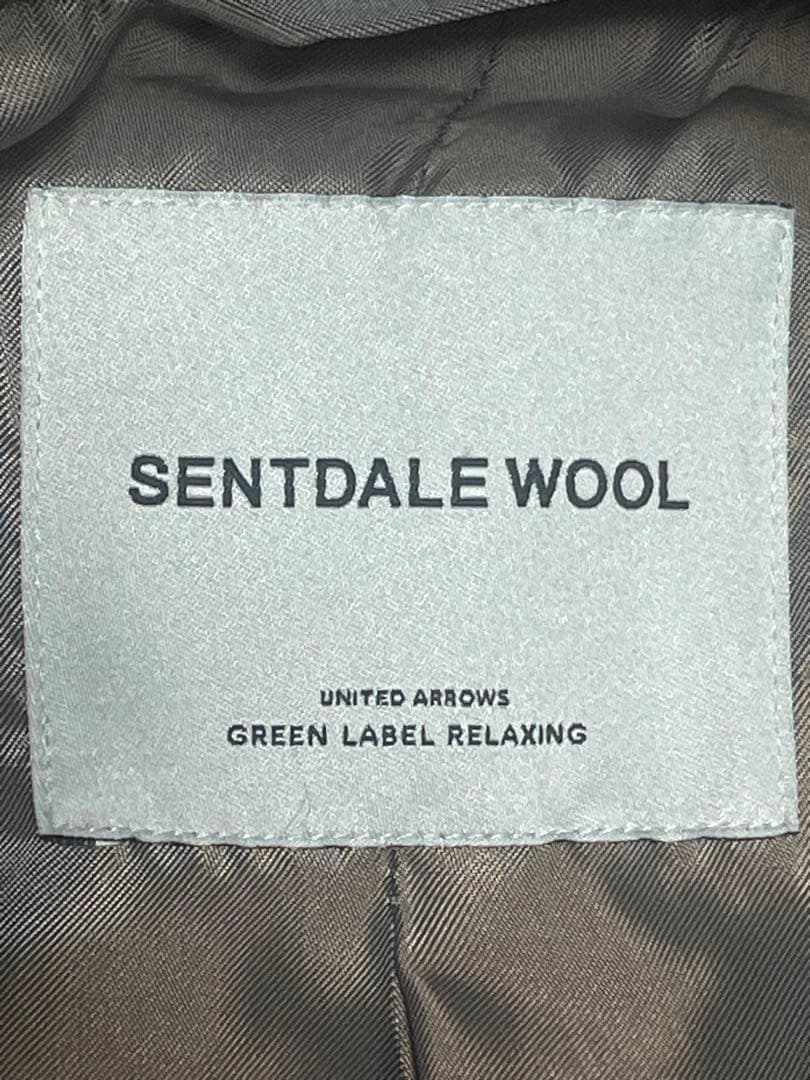 SENTDALE WOOL
UNITED ARROWS
GREEN LABEL RELAXING